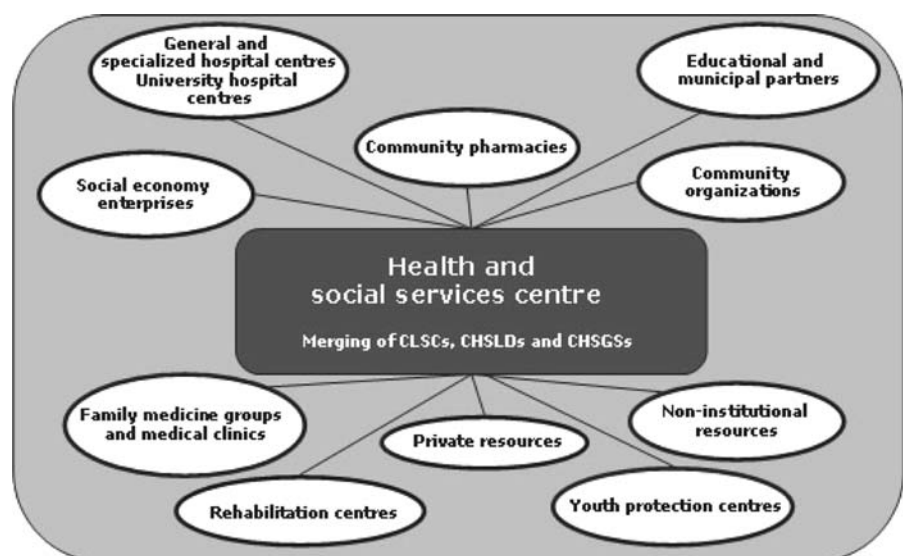 General and
specialized hospital centres
University hospital
centres
Educational and
municipal partners
Community pharmacies
Social economy
enterprises
Community
organizations
Health and
social services centre
Merging of CLSCs, CHSLDs and CHSGSs
Family medicine groups
and medical clinics
Private resources
Non-institutional
resources
Rehabilitation centres
Youth protection centres